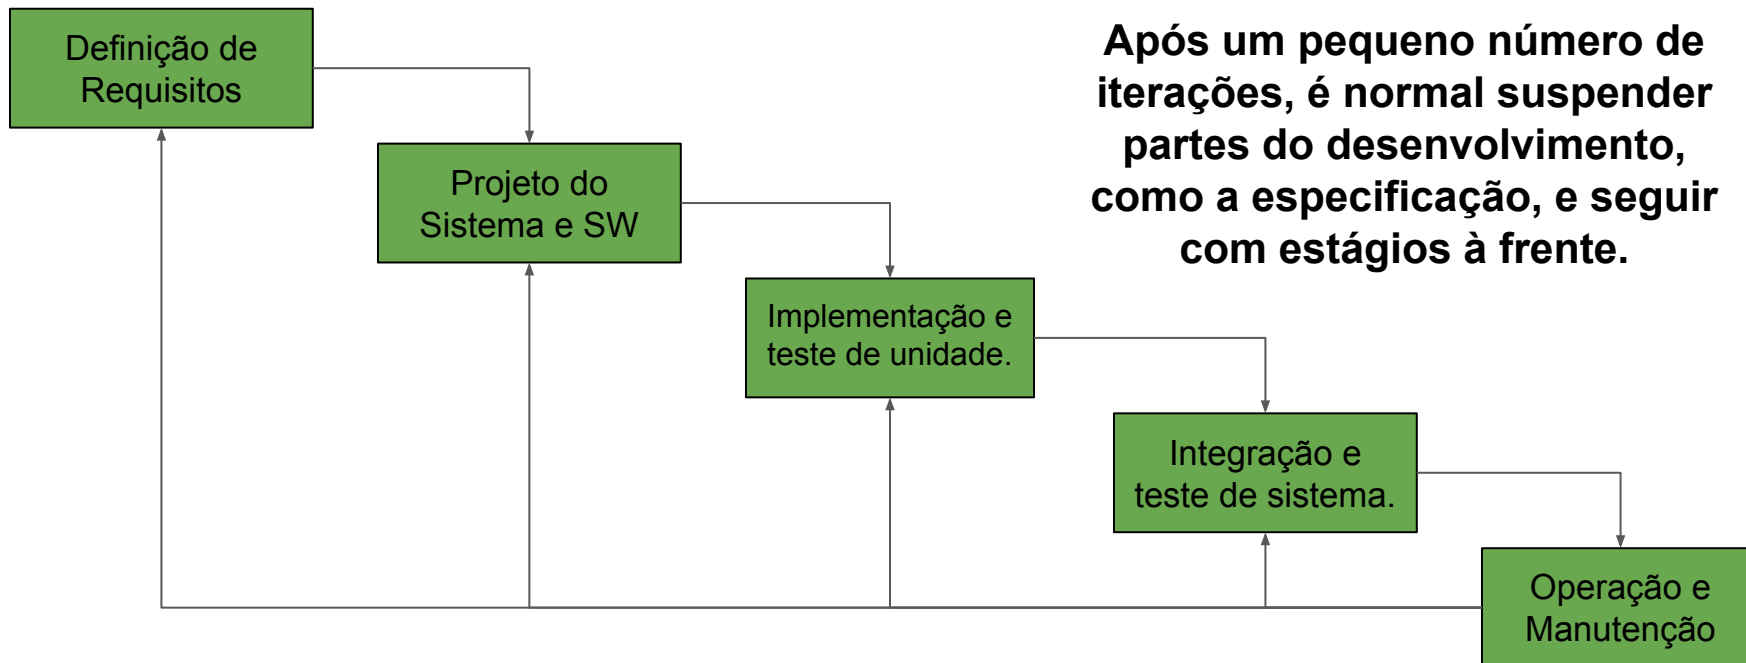 Definição de
Requisitos
Após um pequeno número de
iterações, é normal suspender
partes do desenvolvimento,
como a especificação, e seguir
com estágios à frente.
Projeto do
Sistema e SW
Implementação e
teste de unidade.
Integração e
teste de sistema.
Operação e
Manutenção